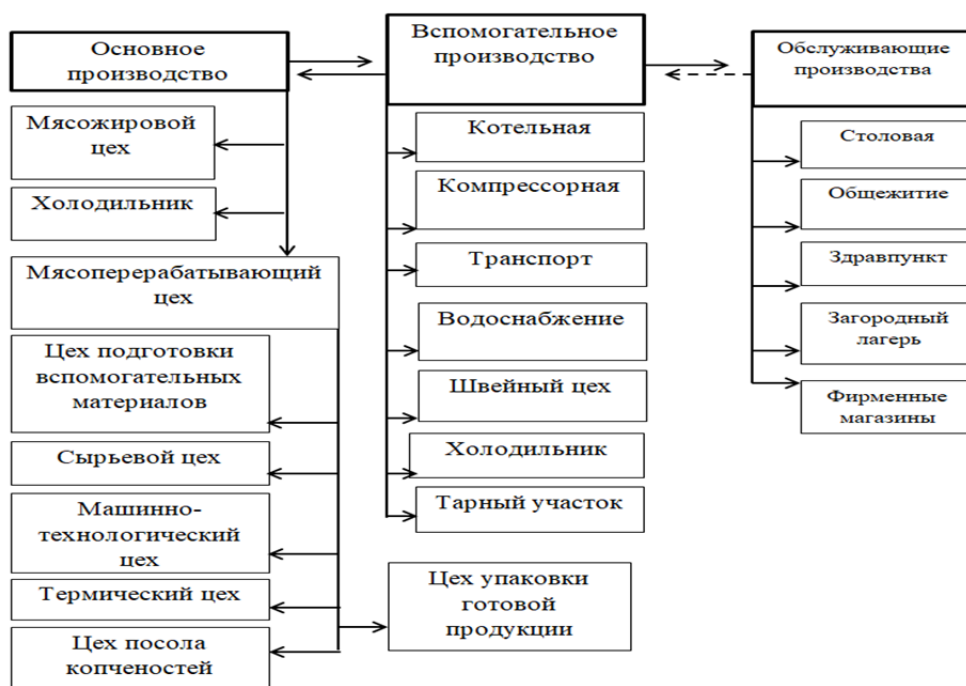 Основное
производство
Мясожировой
цех
Холодильник
Мясоперерабатывающий
цех
Цех подготовки
вспомогательных
материалов
Сырьевой цех
Машинно-
технологический
цех
Термический цех
Цех посола
копченостей
Вспомогательное
производство
Котельная
Компрессорная
Транспорт
Водоснабжение
Швейный цех
Холодильник
Тарный участок
Цех упаковки
готовой
продукции
Обслуживающие
производства
Столовая
Общежитие
Здравпункт
Загородный
лагерь
Фирменные
магазины